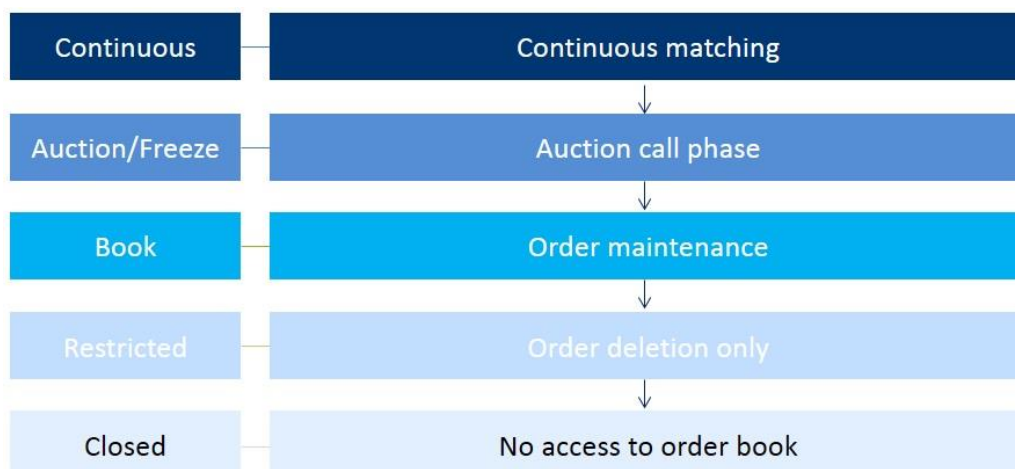 Continuous
Continuous matching
Auction/Freeze
Auction call phase
Book
Order maintenance
Restricted
Order deletion only
Closed
No access to order book